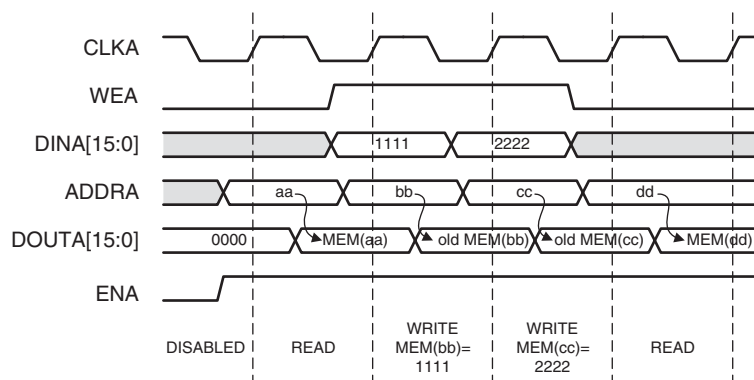 CLKA
WEA
DINA[15:0] 1111 2222
ADDRA aa bb cc dd
DOUTA[15:0] 0000 MEM(aa) old MEM(bb) old MEM(cc) MEM(dd)
ENA
DISABLED READ WRITE MEM(bb)= 1111 WRITE MEM(cc)= 2222 READ